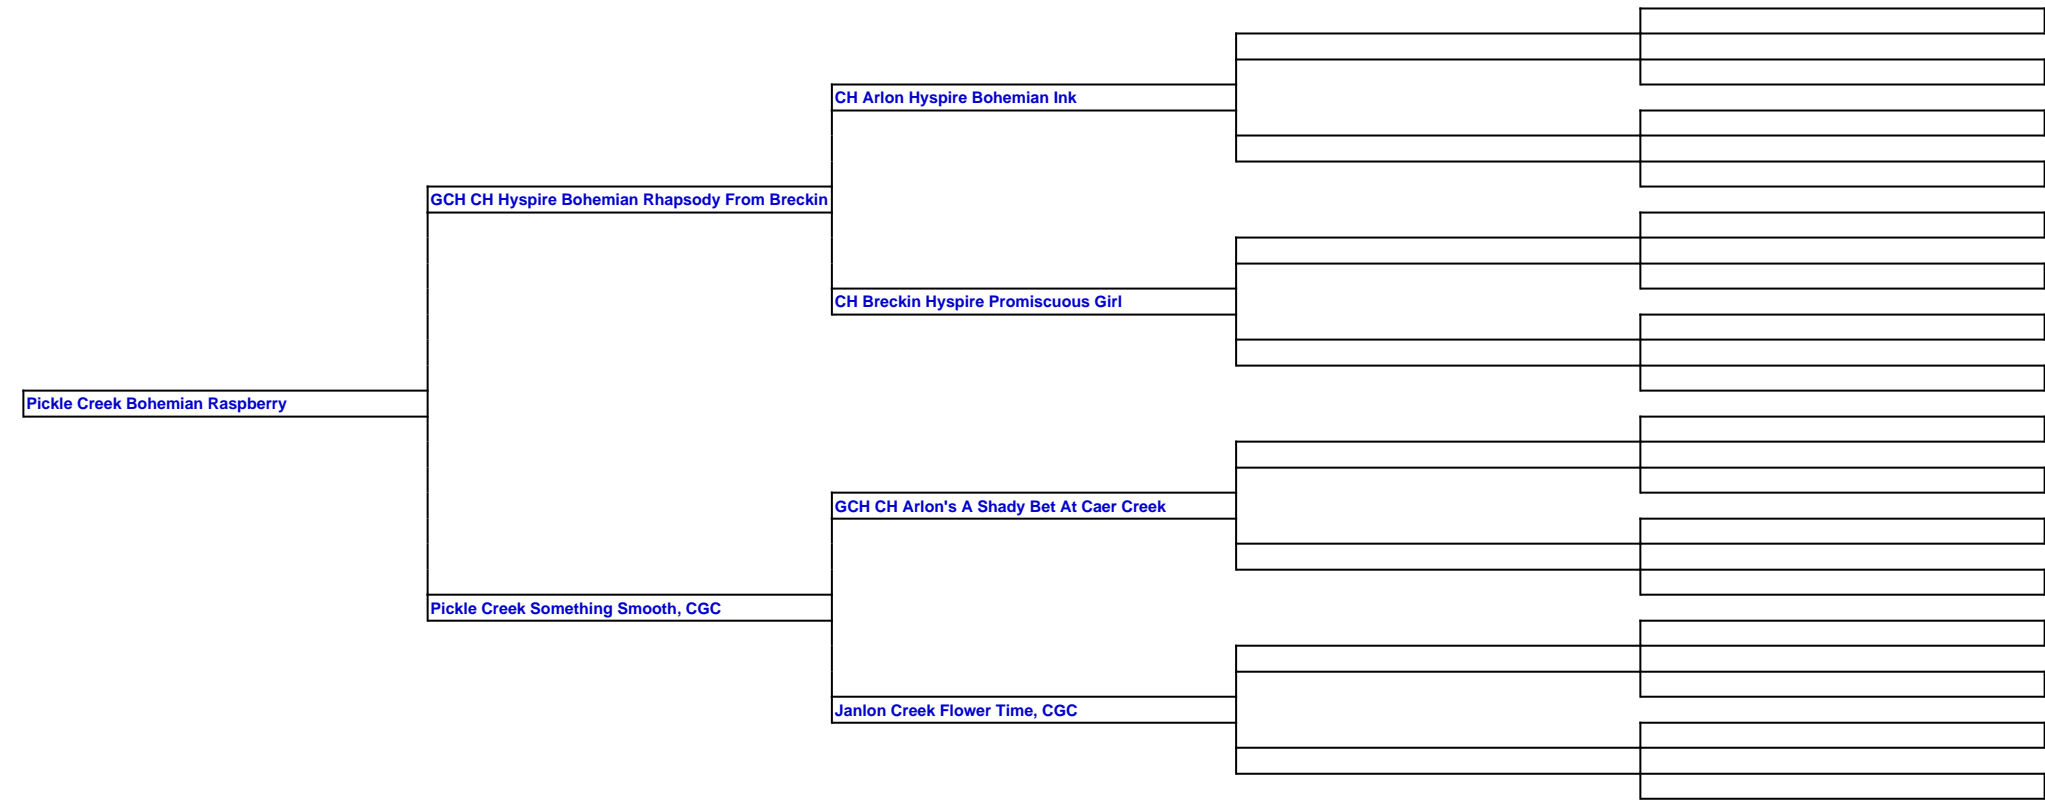 CH Arlon Hyspire Bohemian Ink
GCH CH Hyspire Bohemian Rhapsody From Breckin
CH Breckin Hyspire Promiscuous Girl
Pickle Creek Bohemian Raspberry
GCH CH Arlon's A Shady Bet At Caer Creek
Pickle Creek Something Smooth, CGC
Janlon Creek Flower Time, CGC